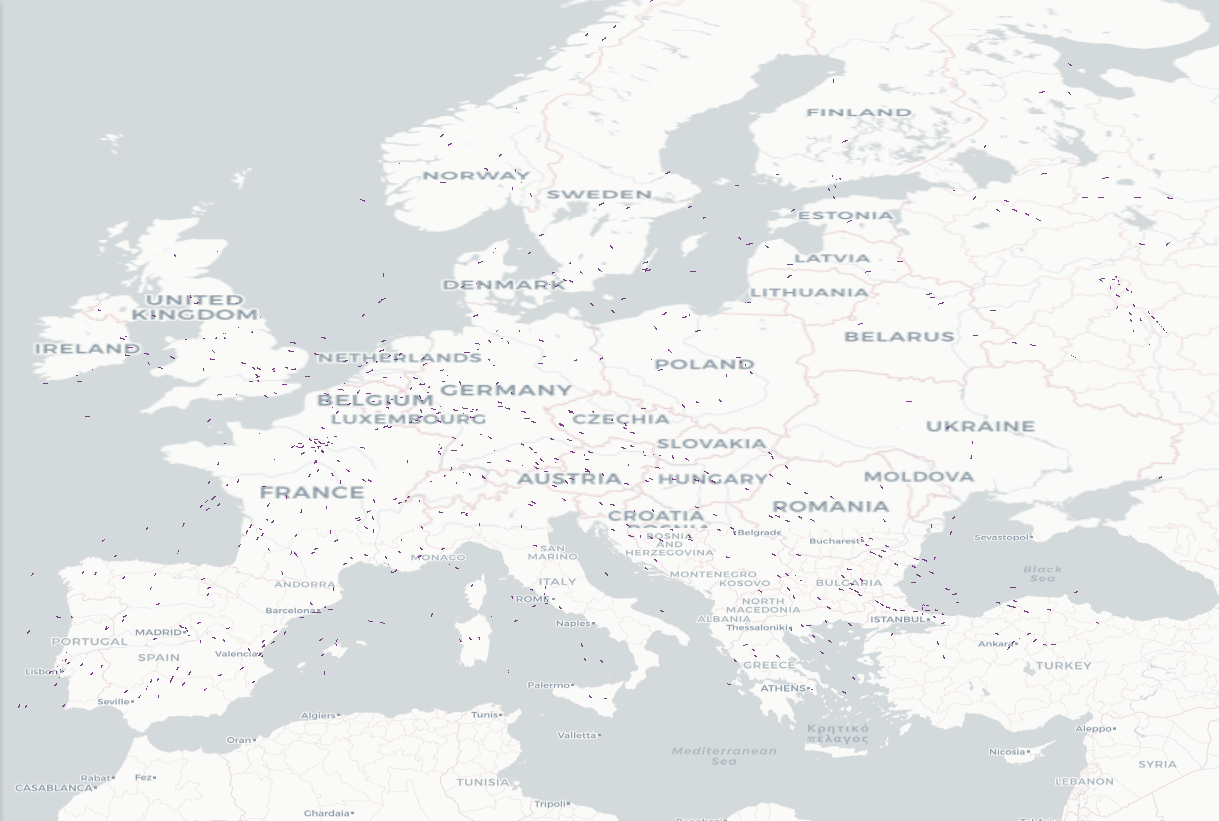 FINLAND
NORWAY
SWEDEN
ESTONIA
LATVIA
DENMARK
LITHUANIA
UNITED
KINGDOM
BELARUS
IRELAND
NETHERLANDS
POLAND
GERMANY
BELGIUM
LUXEMBOURG
CZECHIA
UKRAINE
SLOVAKIA
AUSTRIA
HUNGARY
MOLDOVA
FRANCE
ROMANIA
CROATIA
BOSNIA
BOSNIA
AND
HERZEGOVINA
Belgrade
Sevastopol
Bucharest
SAN
MARINO
MONACO
Black
Sea
MONTENEGRO
KOSOVO
BULGARIA
ANDORRA
ITALY
ROME
NORTH
MACEDONIA
Barcelona
ALBANIA
ISTANBUL
Naples
Thessaloniki
MADRID
PORTUGAL
Ankara
SPAIN
Valencia
GREECE
TURKEY
Lisbon
Palermo
ATHENS
Seville
Algiers
Tunis
Κρητικό
πέλαγος
Aleppo
Oran
Valletta
Mediterranean
Sea
Nicosia
SYRIA
Rabat
Fez
CASABLANCA
TUNISIA
LEBANON
Tripoli
Ghardaia